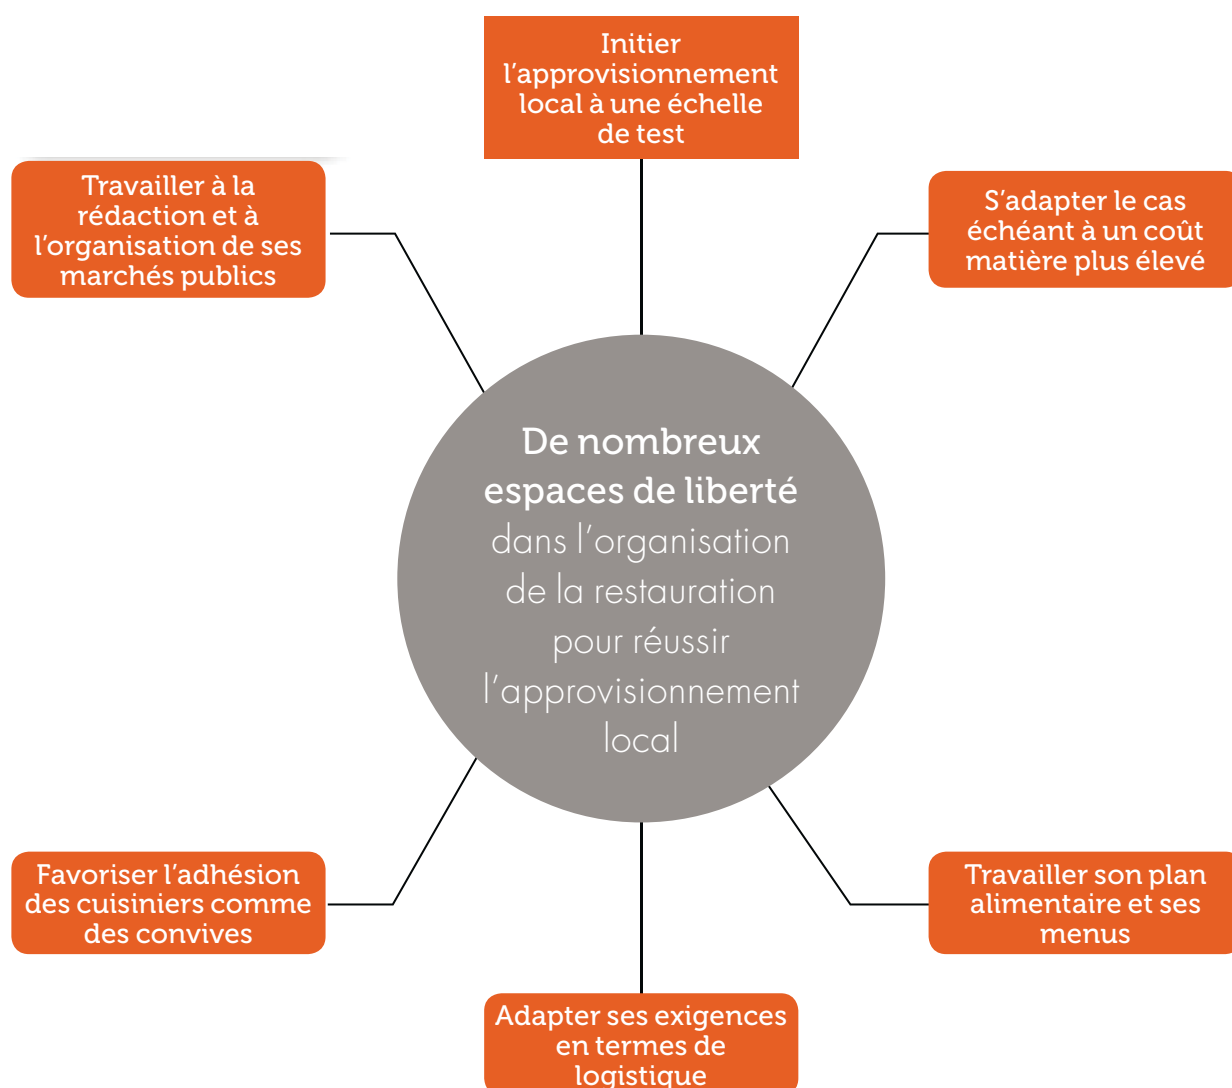 Initier
l’approvisionnement
local à une échelle
de test
Travailler à la
rédaction et à
l’organisation de ses
marchés publics
S’adapter le cas
échéant à un coût
matière plus élevé
De nombreux
espaces de liberté
dans l’organisation
de la restauration
pour réussir
l’approvisionnement
local
Favoriser l’adhésion
des cuisiniers comme
des convives
Travailler son plan
alimentaire et ses
menus
Adapter ses exigences
en termes de
logistique